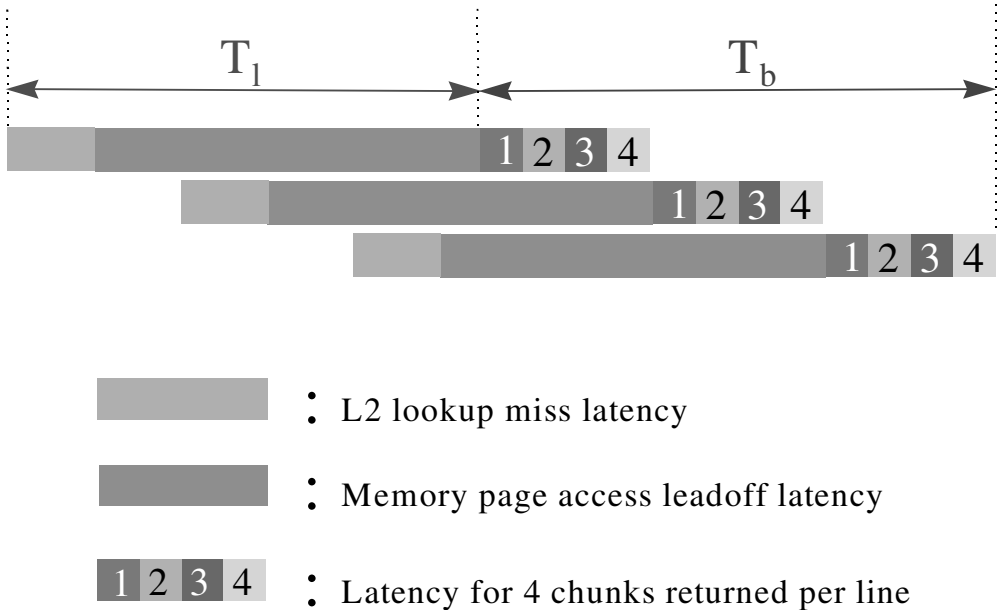 T_l T_b
1 2 3 4
1 2 3 4
1 2 3 4
: L2 lookup miss latency
: Memory page access leadoff latency
1 2 3 4 : Latency for 4 chunks returned per line